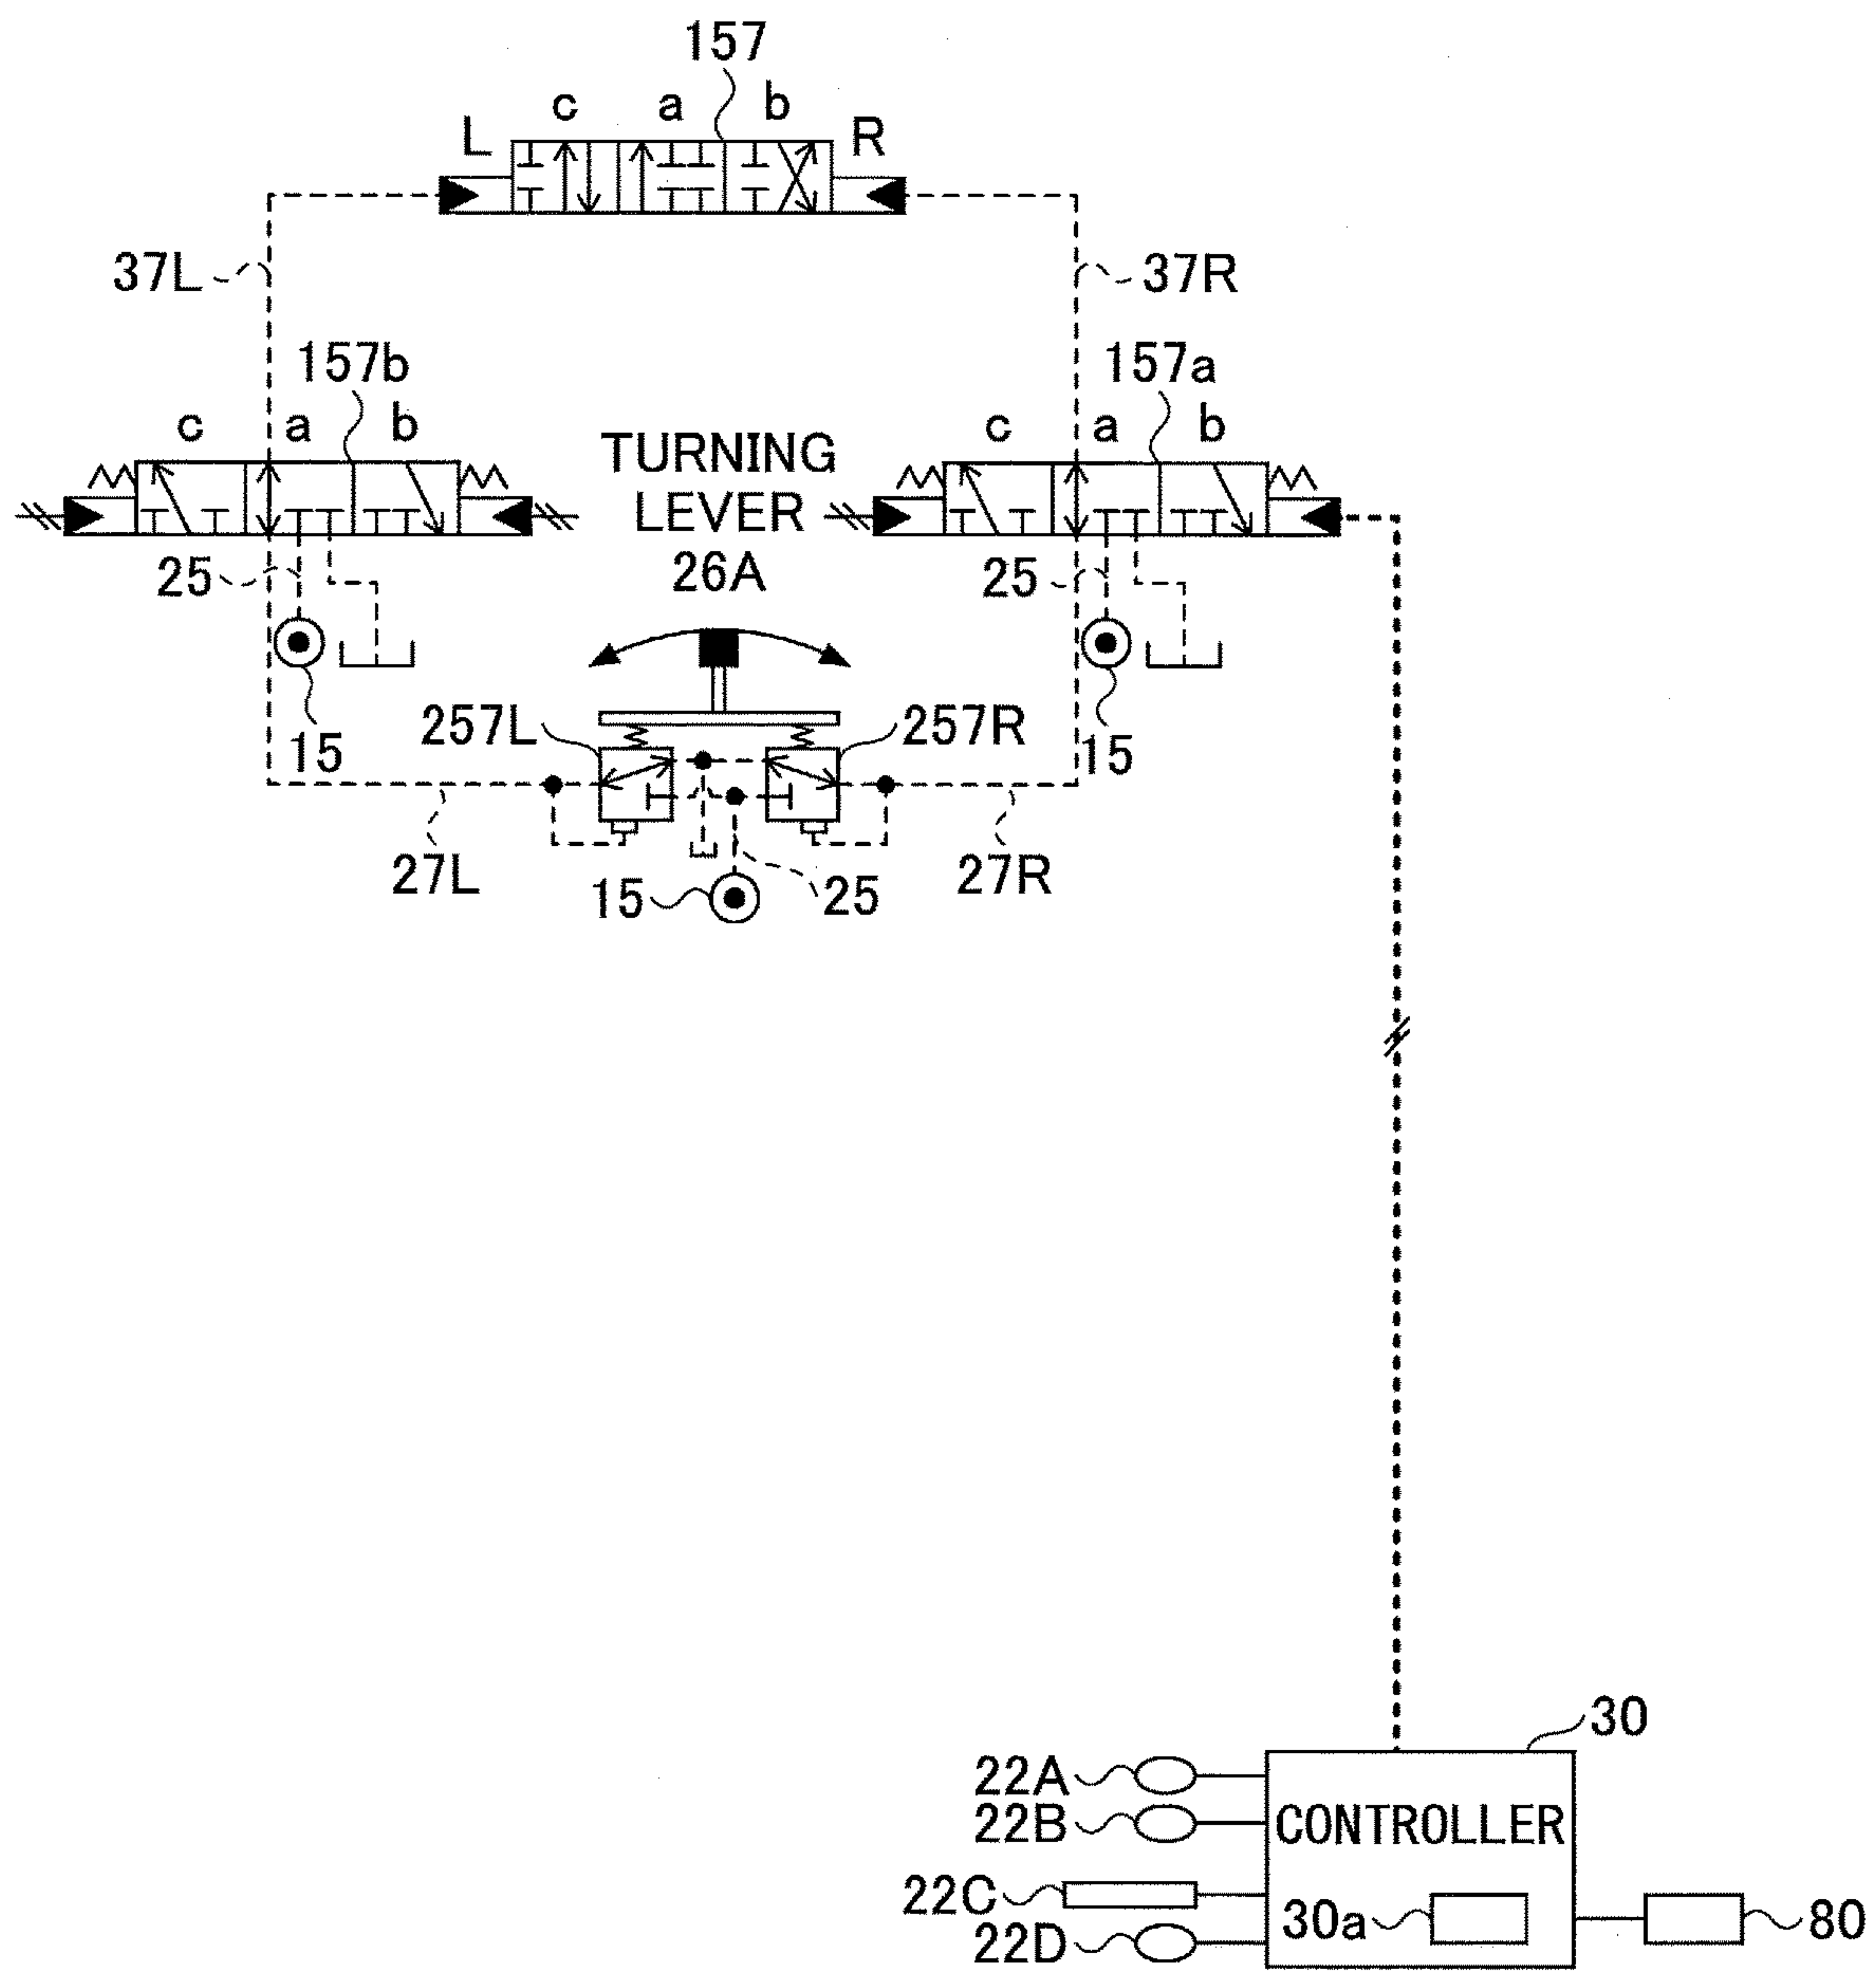 157
c a b
L R
37L 37R
157b 157a
c a b
c a b
TURNING
LEVER
26A
25 25
15 15
257L 257R
27L 27R
15 25
30
22A
22B
CONTROLLER
22C
30a
80
22D